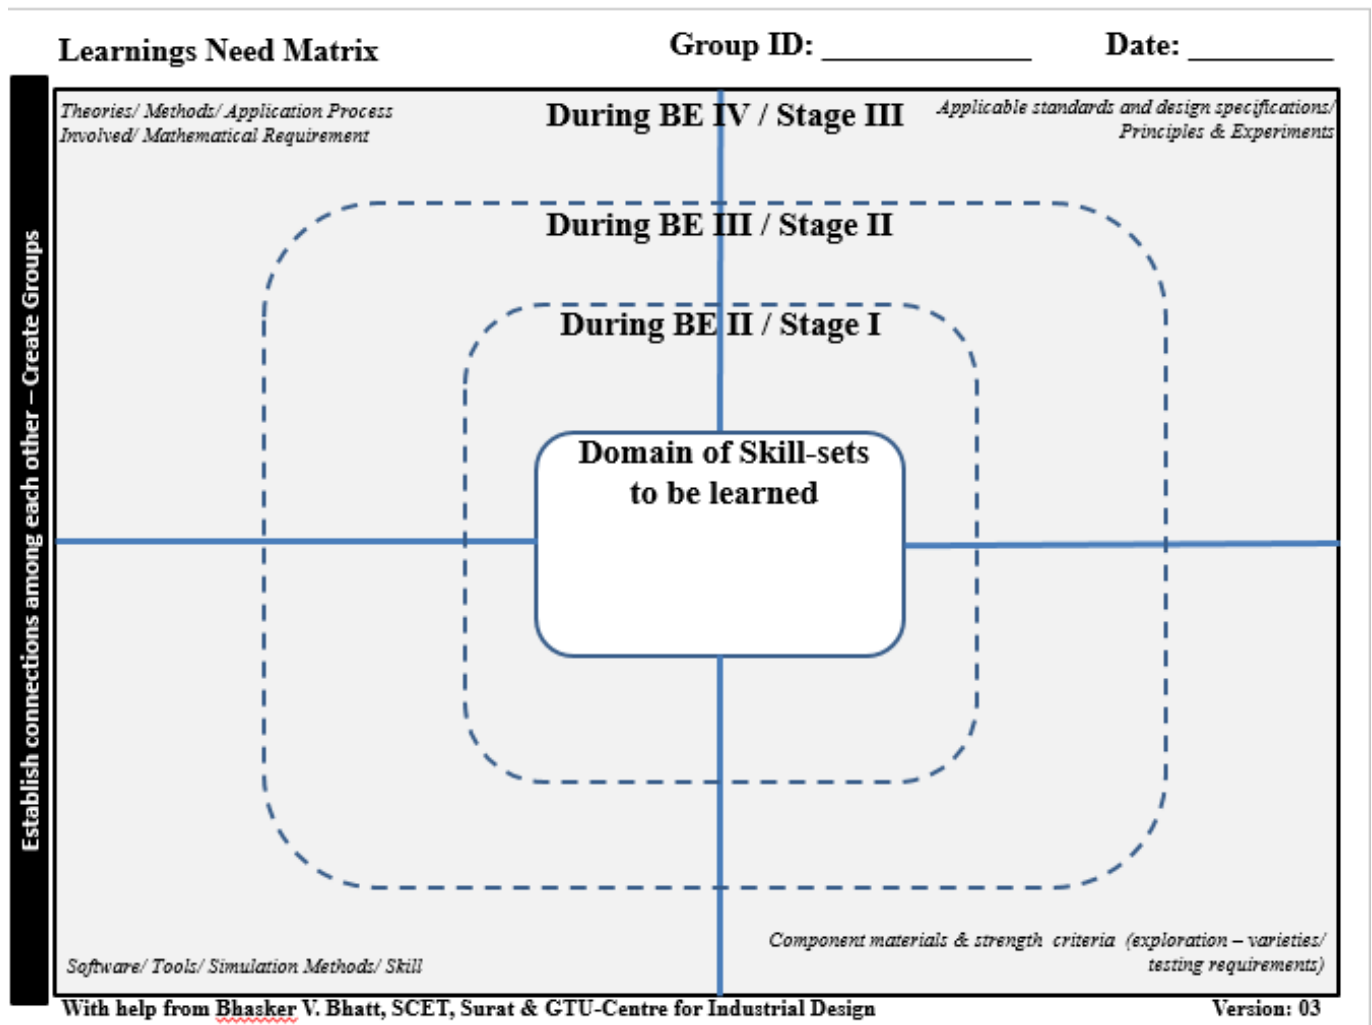 Learnings Need Matrix
Group ID: _____________
Date: _________
Establish connections among each other – Create Groups
Theories/ Methods/ Application Process
Involved/ Mathematical Requirement
During BE IV / Stage III
Applicable standards and design specifications/
Principles & Experiments
During BE III / Stage II
During BE II / Stage I
Domain of Skill-sets
to be learned
Software/ Tools/ Simulation Methods/ Skill
Component materials & strength criteria (exploration – varieties/
testing requirements)
With help from Bhasker V. Bhatt, SCET, Surat & GTU-Centre for Industrial Design
Version: 03